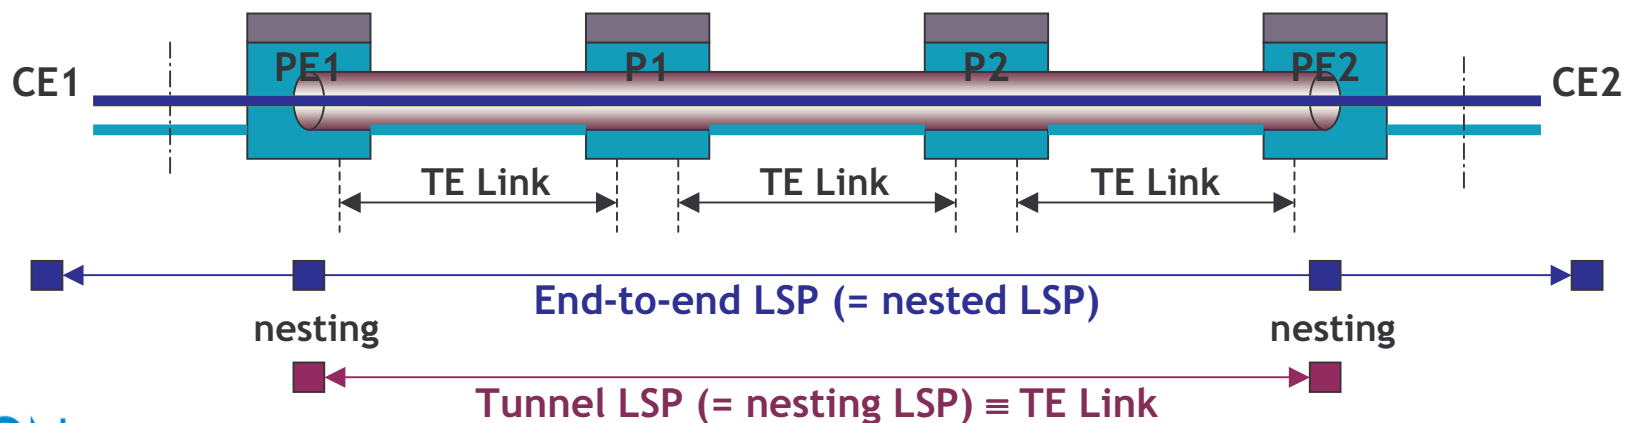 PE1 P1 P2 PE2
CE1 CE2
TE Link TE Link TE Link
End-to-end LSP (= nested LSP)
nesting nesting
Tunnel LSP (= nesting LSP) ≡ TE Link